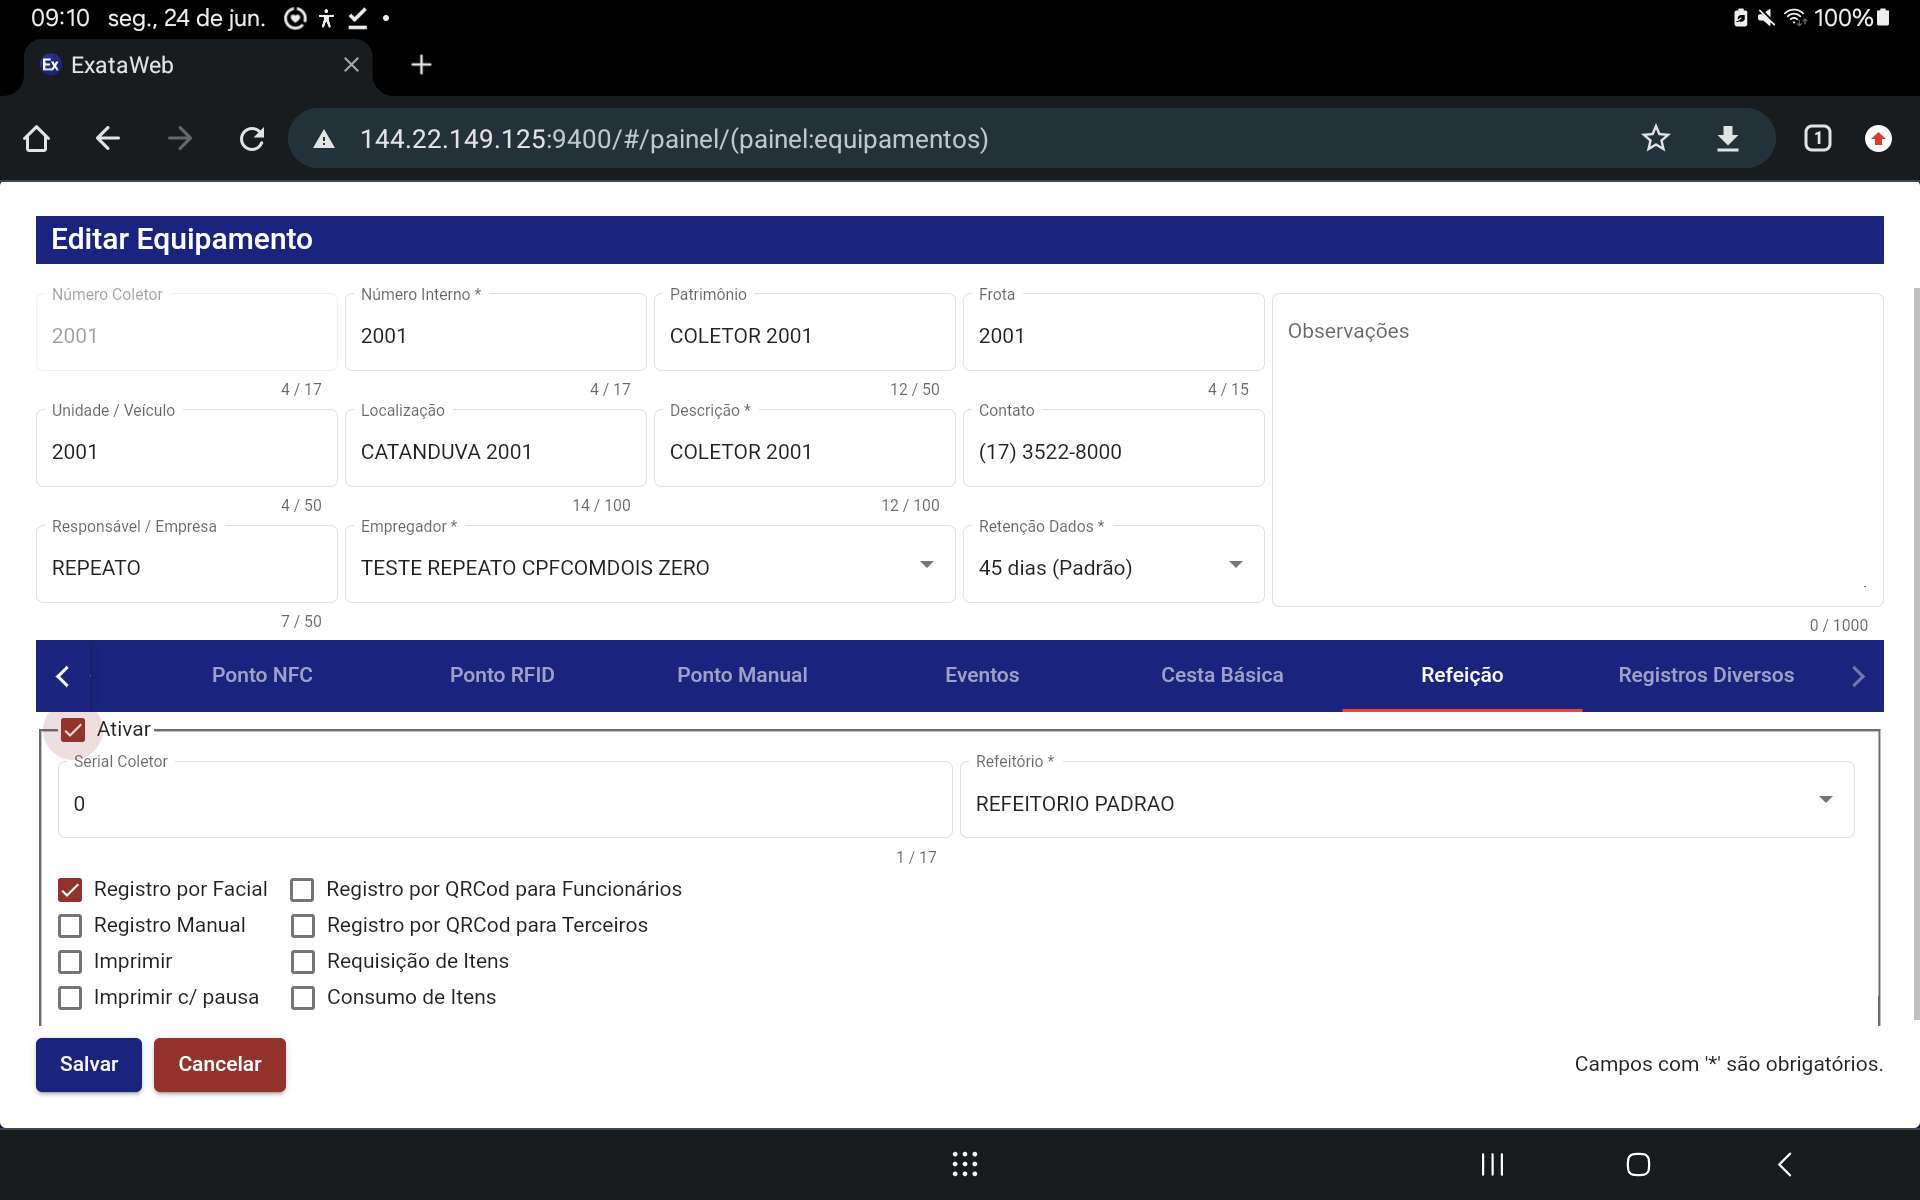 09:10 seg., 24 de jun.
100%
Ex ExataWeb
144.22.149.125:9400/#/painel/(painel:equipamentos)
1
Editar Equipamento
Número Coletor
2001
4 / 17
Número Interno *
2001
4 / 17
Patrimônio
COLETOR 2001
12 / 50
Frota
2001
4 / 15
Observações
0 / 1000
Unidade / Veículo
2001
4 / 50
Localização
CATANDUVA 2001
14 / 100
Descrição *
COLETOR 2001
12 / 100
Contato
(17) 3522-8000
Responsável / Empresa
REPEATO
7 / 50
Empregador *
TESTE REPEATO CPFCOMDOIS ZERO
Retenção Dados *
45 dias (Padrão)
Ponto NFC
Ponto RFID
Ponto Manual
Eventos
Cesta Básica
Refeição
Registros Diversos
Ativar
Serial Coletor
0
1 / 17
Refeitório *
REFEITORIO PADRAO
Registro por Facial
Registro por QRCod para Funcionários
Registro Manual
Registro por QRCod para Terceiros
Imprimir
Requisição de Itens
Imprimir c/ pausa
Consumo de Itens
Salvar
Cancelar
Campos com '*' são obrigatórios.